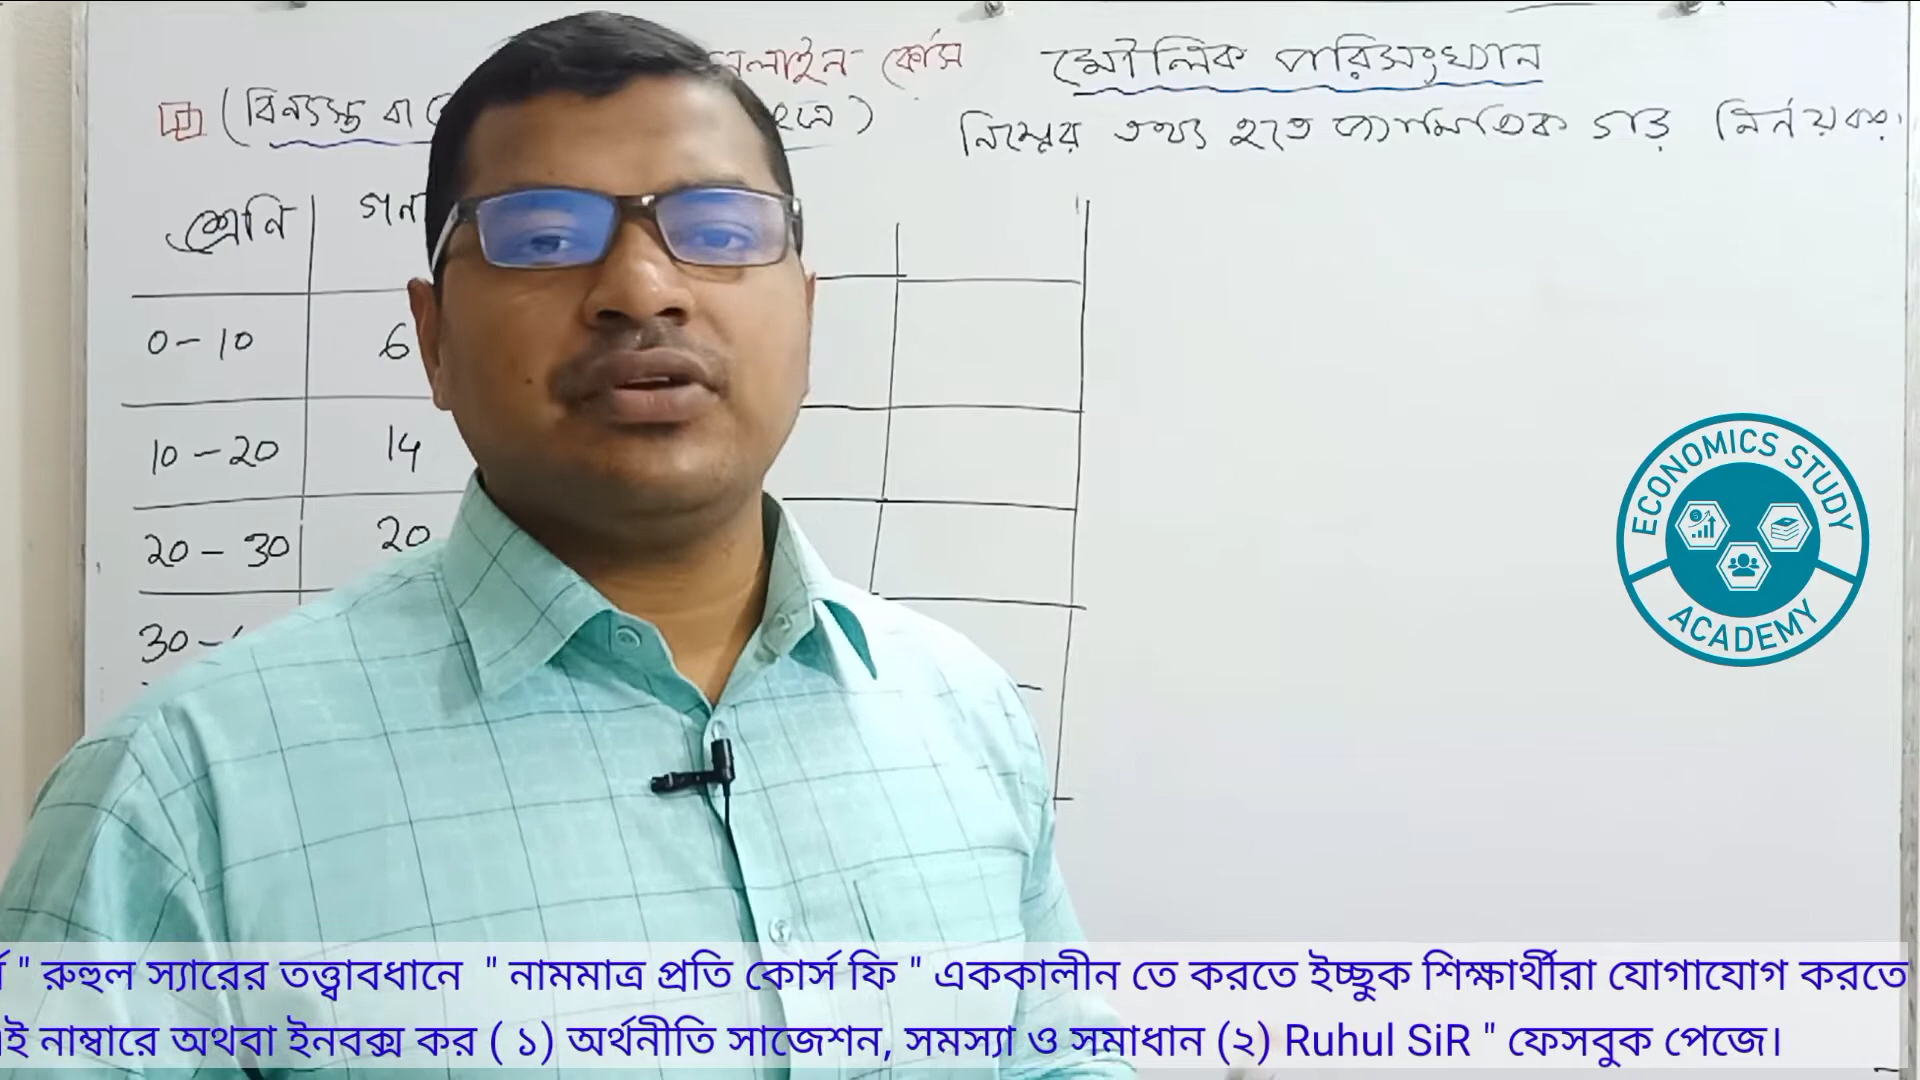 কোর্স মৌলিক পরিসংখ্যান
(বিন্যস্ত বা
নিম্নের তথ্য হতে জ্যামিতিক গড় নির্ণয় কর।
শ্রেণি
0-10 6
10-20 14
20-30 20
30-
ECONOMICS STUDY
ACADEMY
" রুহুল স্যারের তত্ত্বাবধানে " নামমাত্র প্রতি কোর্স ফি " এককালীন তে করতে ইচ্ছুক শিক্ষার্থীরা যোগাযোগ করতে
নাম্বারে অথবা ইনবক্স কর ( ১) অর্থনীতি সাজেশন, সমস্যা ও সমাধান (২) Ruhul SiR " ফেসবুক পেজে।